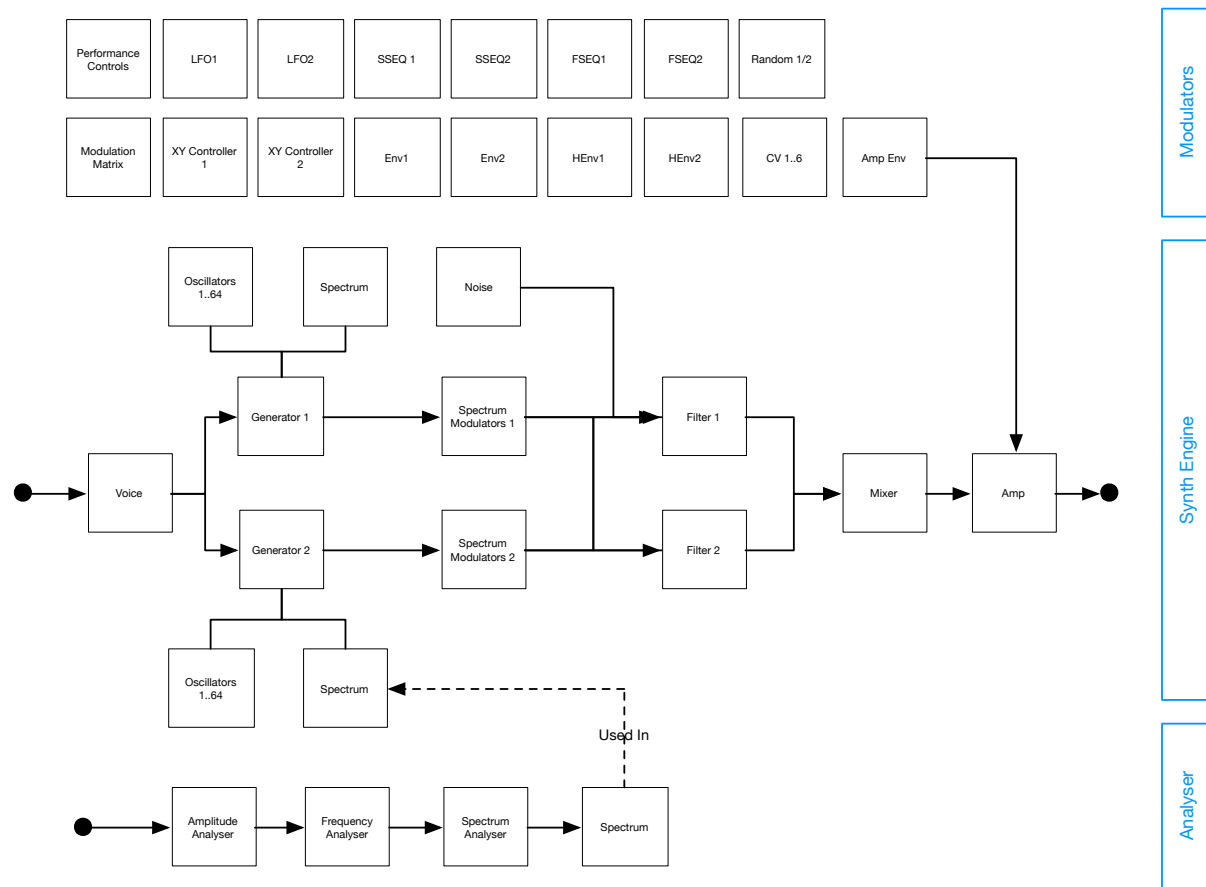 Performance
Controls
LFO1
LFO2
SSEQ 1
SSEQ2
FSEQ1
FSEQ2
Random 1/2
Modulation
Matrix
XY Controller
1
XY Controller
2
Env1
Env2
HEnv1
HEnv2
CV 1..6
Amp Env
Modulators
Oscillators
1..64
Spectrum
Noise
Generator 1
Spectrum
Modulators 1
Filter 1
Voice
Mixer
Amp
Synth Engine
Generator 2
Spectrum
Modulators 2
Filter 2
Oscillators
1..64
Spectrum
Used In
Amplitude
Analyser
Frequency
Analyser
Spectrum
Analyser
Spectrum
Analyser